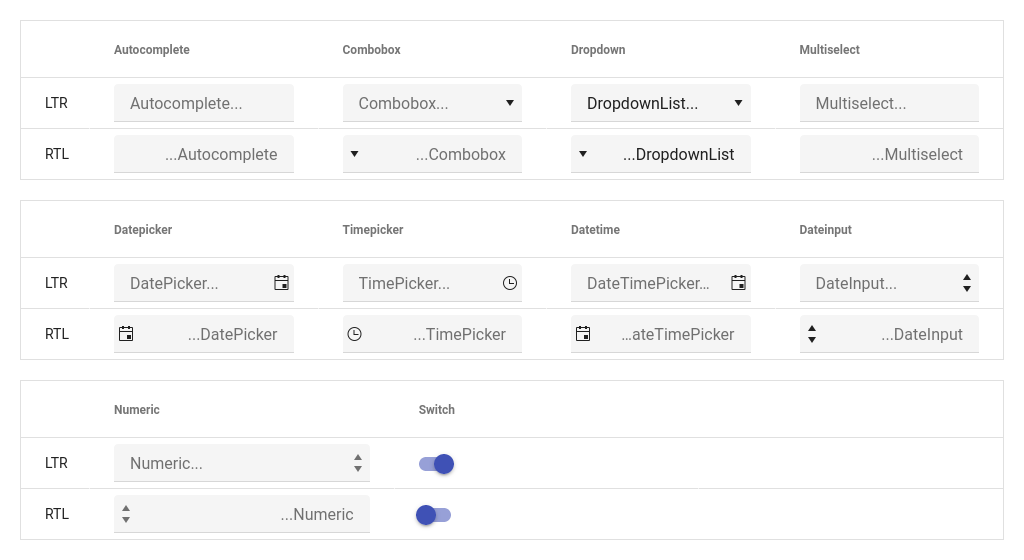 Autocomplete Combobox Dropdown Multiselect
LTR Autocomplete... Combobox... DropdownList... Multiselect...
RTL ...Autocomplete ...Combobox ...DropdownList ...Multiselect
Datepicker Timepicker Datetime Dateinput
LTR DatePicker... TimePicker... DateTimePicker... DateInput...
RTL ...DatePicker ...TimePicker ...ateTimePicker ...DateInput
Numeric Switch
LTR Numeric...
RTL ...Numeric